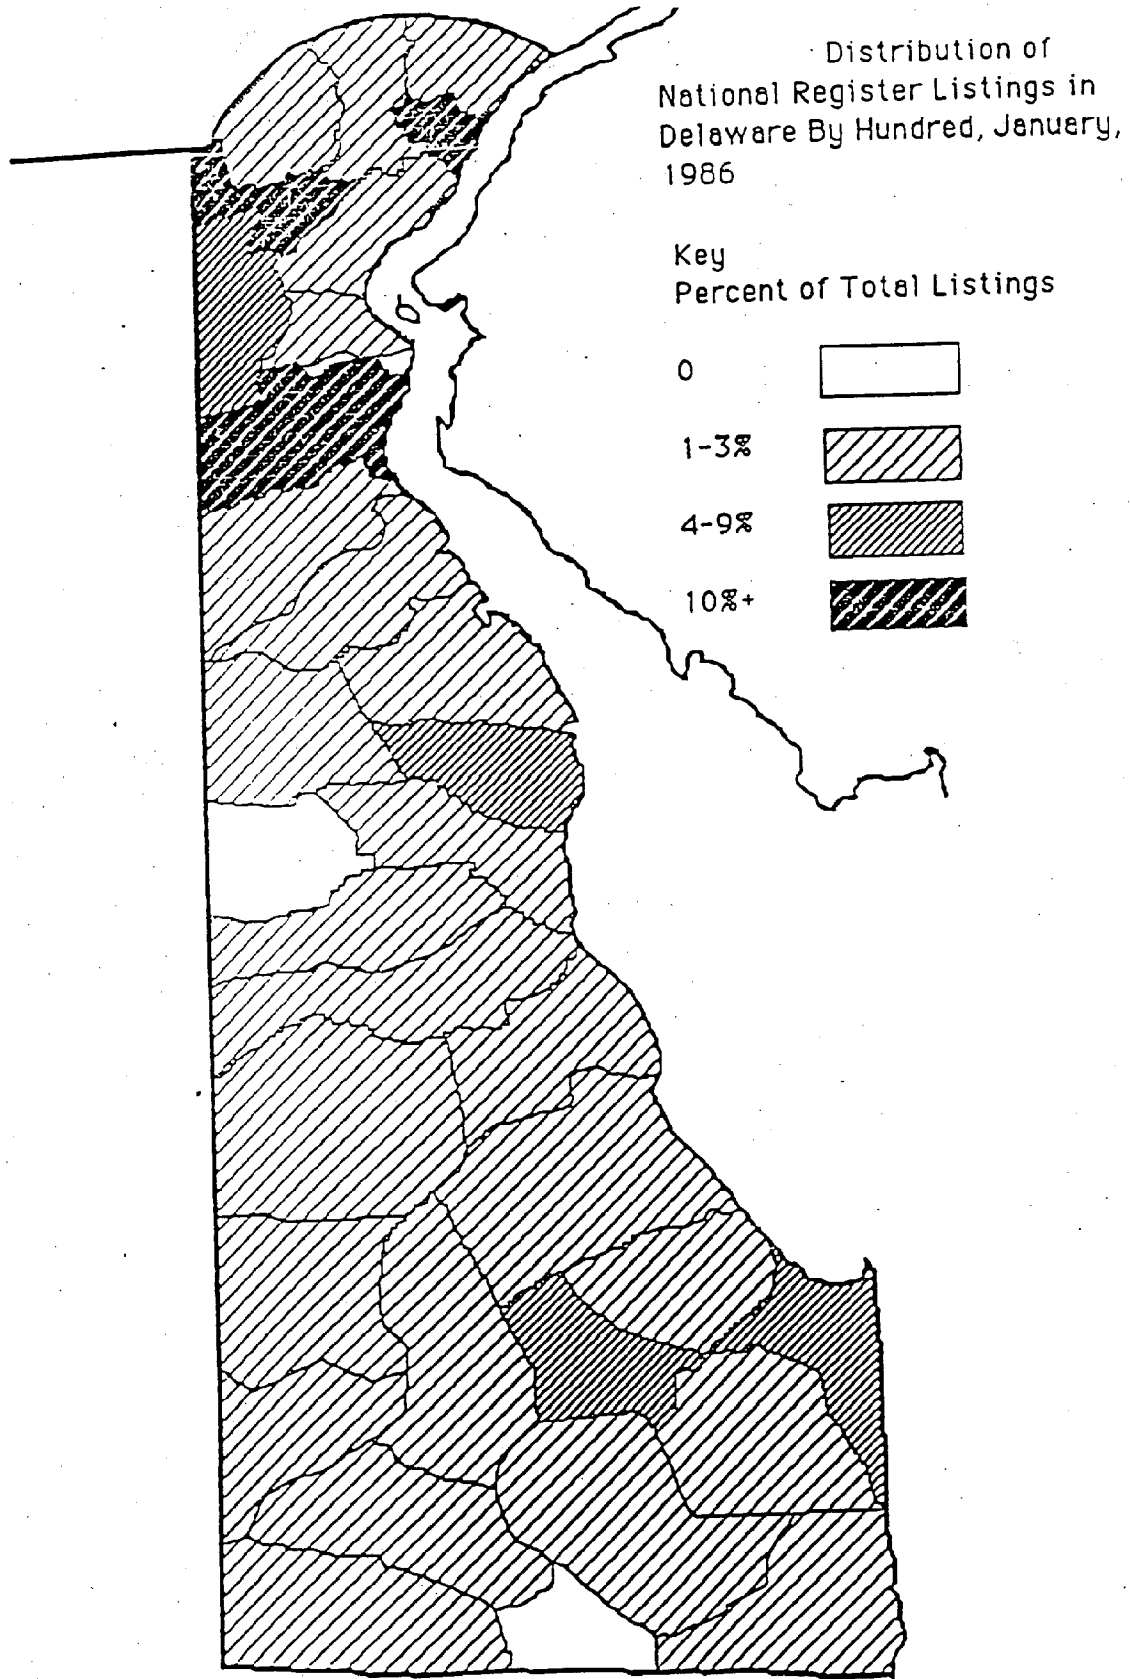 Distribution of
National Register Listings in
Delaware By Hundred, January,
1986
Key
Percent of Total Listings
0
1-3%
4-9%
10%+